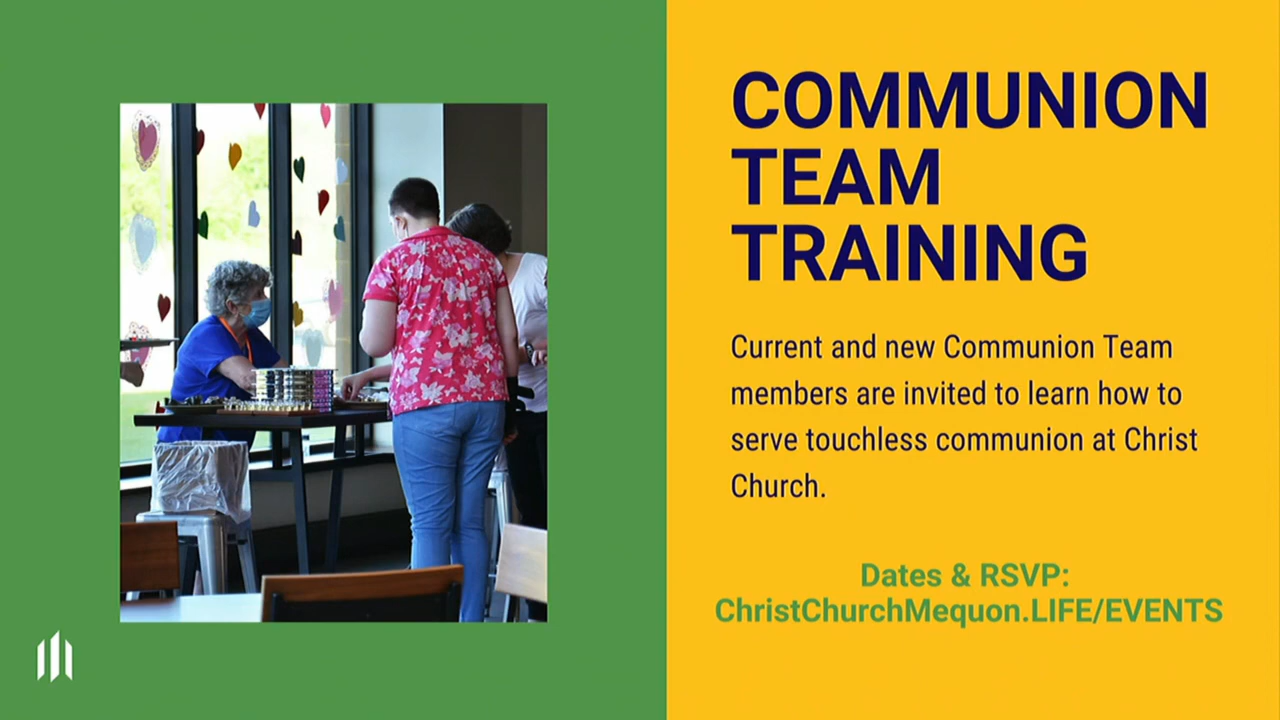 COMMUNION
TEAM
TRAINING
Current and new Communion Team
members are invited to learn how to
serve touchless communion at Christ
Church.
Dates & RSVP:
ChristChurchMequon.LIFE/EVENTS